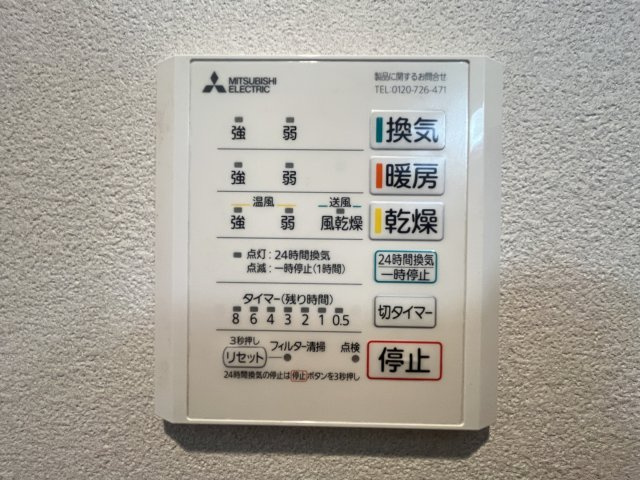 MITSUBISHI
ELECTRIC
製品に関するお問合せ
TEL:0120-726-471
強 弱 換気
強 弱 暖房
温風 送風
強 弱 風乾燥 乾燥
点灯:24時間換気
点滅:一時停止(1時間)
24時間換気
一時停止
タイマー(残り時間)
8 6 4 3 2 1 0.5
切タイマー
3秒押し
リセット フィルター清掃 点検
停止
24時間換気の停止は停止ボタンを3秒押し